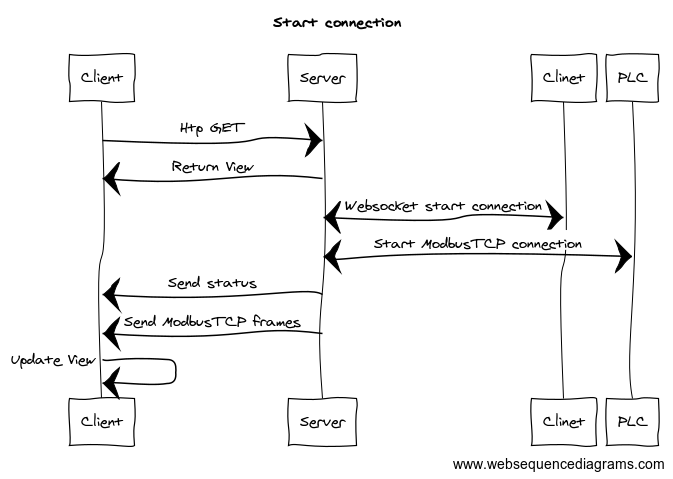 Start connection
Client Server Clinet PLC
Htp GET
Return View
Websocket start connection
Start ModbusTCP connection
Send status
Send ModbusTCP frames
Update View
Client Server Clinet PLC
www.websequencediagrams.com